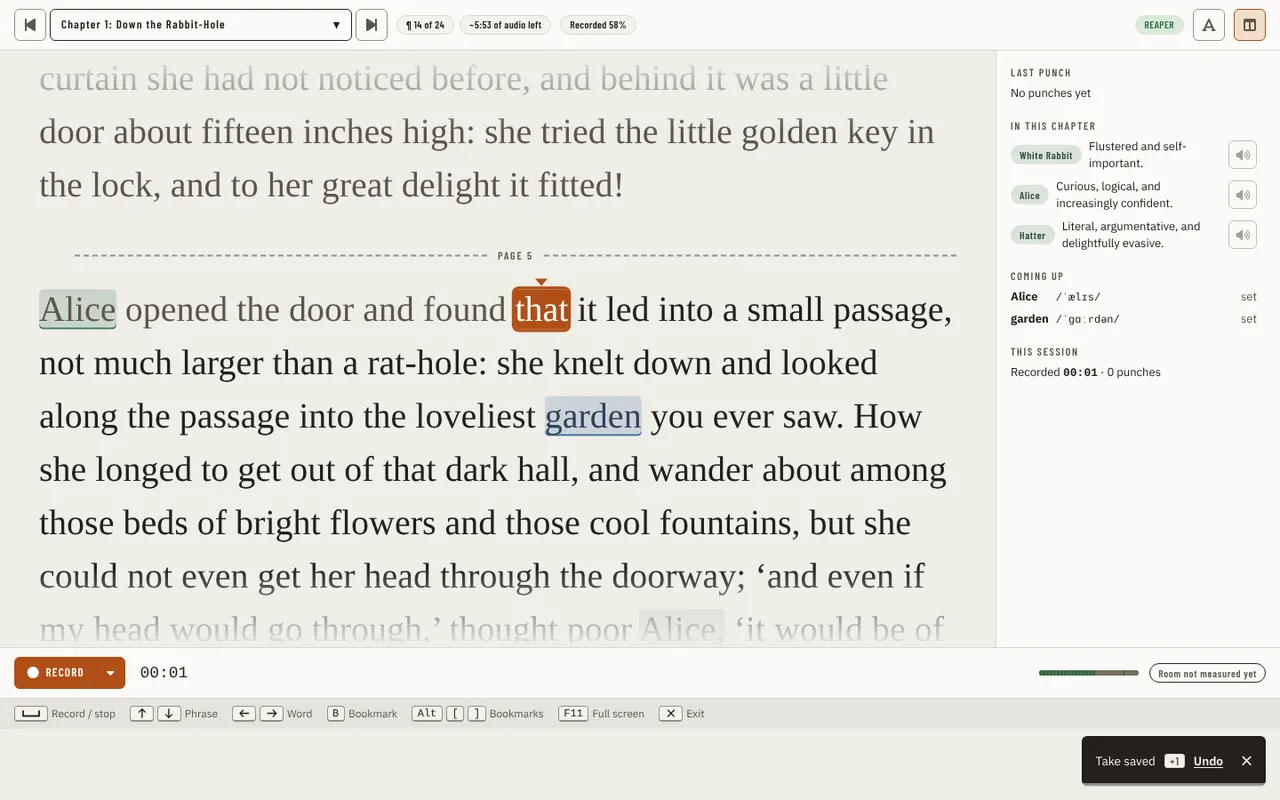 Chapter 1: Down the Rabbit-Hole ▼
¶ 14 of 24
~5:53 of audio left
Recorded 58%
REAPER
A
curtain she had not noticed before, and behind it was a little
door about fifteen inches high: she tried the little golden key in
the lock, and to her great delight it fitted!
PAGE 5
Alice opened the door and found that it led into a small passage,
not much larger than a rat-hole: she knelt down and looked
along the passage into the loveliest garden you ever saw. How
she longed to get out of that dark hall, and wander about among
those beds of bright flowers and those cool fountains, but she
could not even get her head through the doorway; ‘and even if
my head would go through,’ thought poor Alice, ‘it would be of
LAST PUNCH
No punches yet
IN THIS CHAPTER
White Rabbit
Flustered and self-
important.
Alice
Curious, logical, and
increasingly confident.
Hatter
Literal, argumentative, and
delightfully evasive.
COMING UP
Alice /ˈælɪs/ set
garden /ˈɡɑːrdən/ set
THIS SESSION
Recorded 00:01 · 0 punches
RECORD
00:01
Room not measured yet
Record / stop
↑ ↓ Phrase
← → Word
B Bookmark
Alt [ ] Bookmarks
F11 Full screen
✕ Exit
Take saved +1 Undo ✕